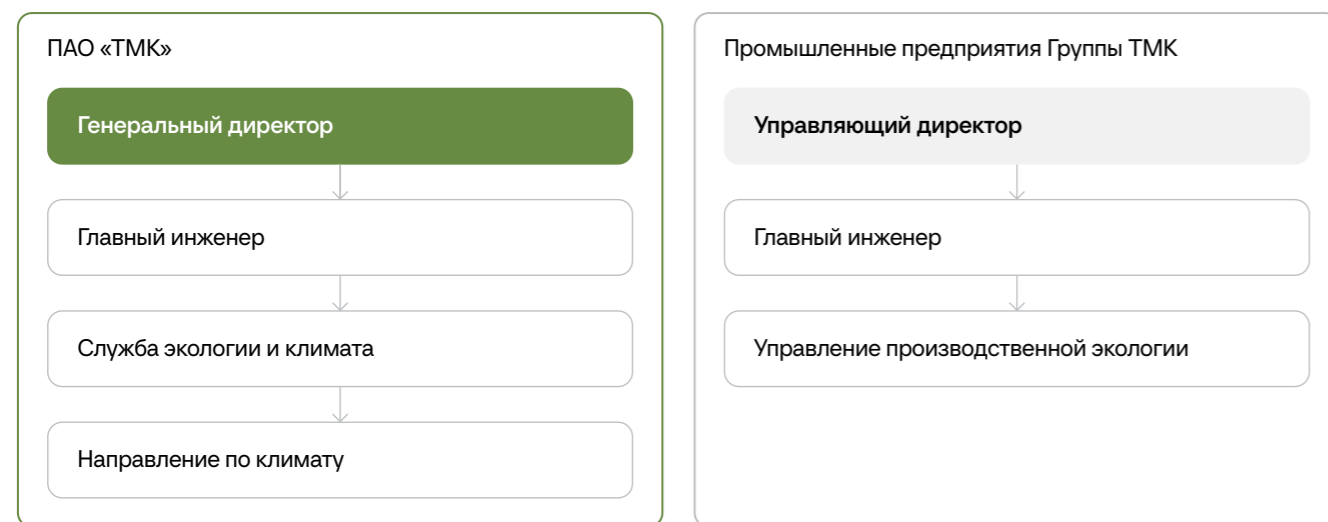 ПАО «ТМК»
Генеральный директор
Главный инженер
Служба экологии и климата
Направление по климату
Промышленные предприятия Группы ТМК
Управляющий директор
Главный инженер
Управление производственной экологии